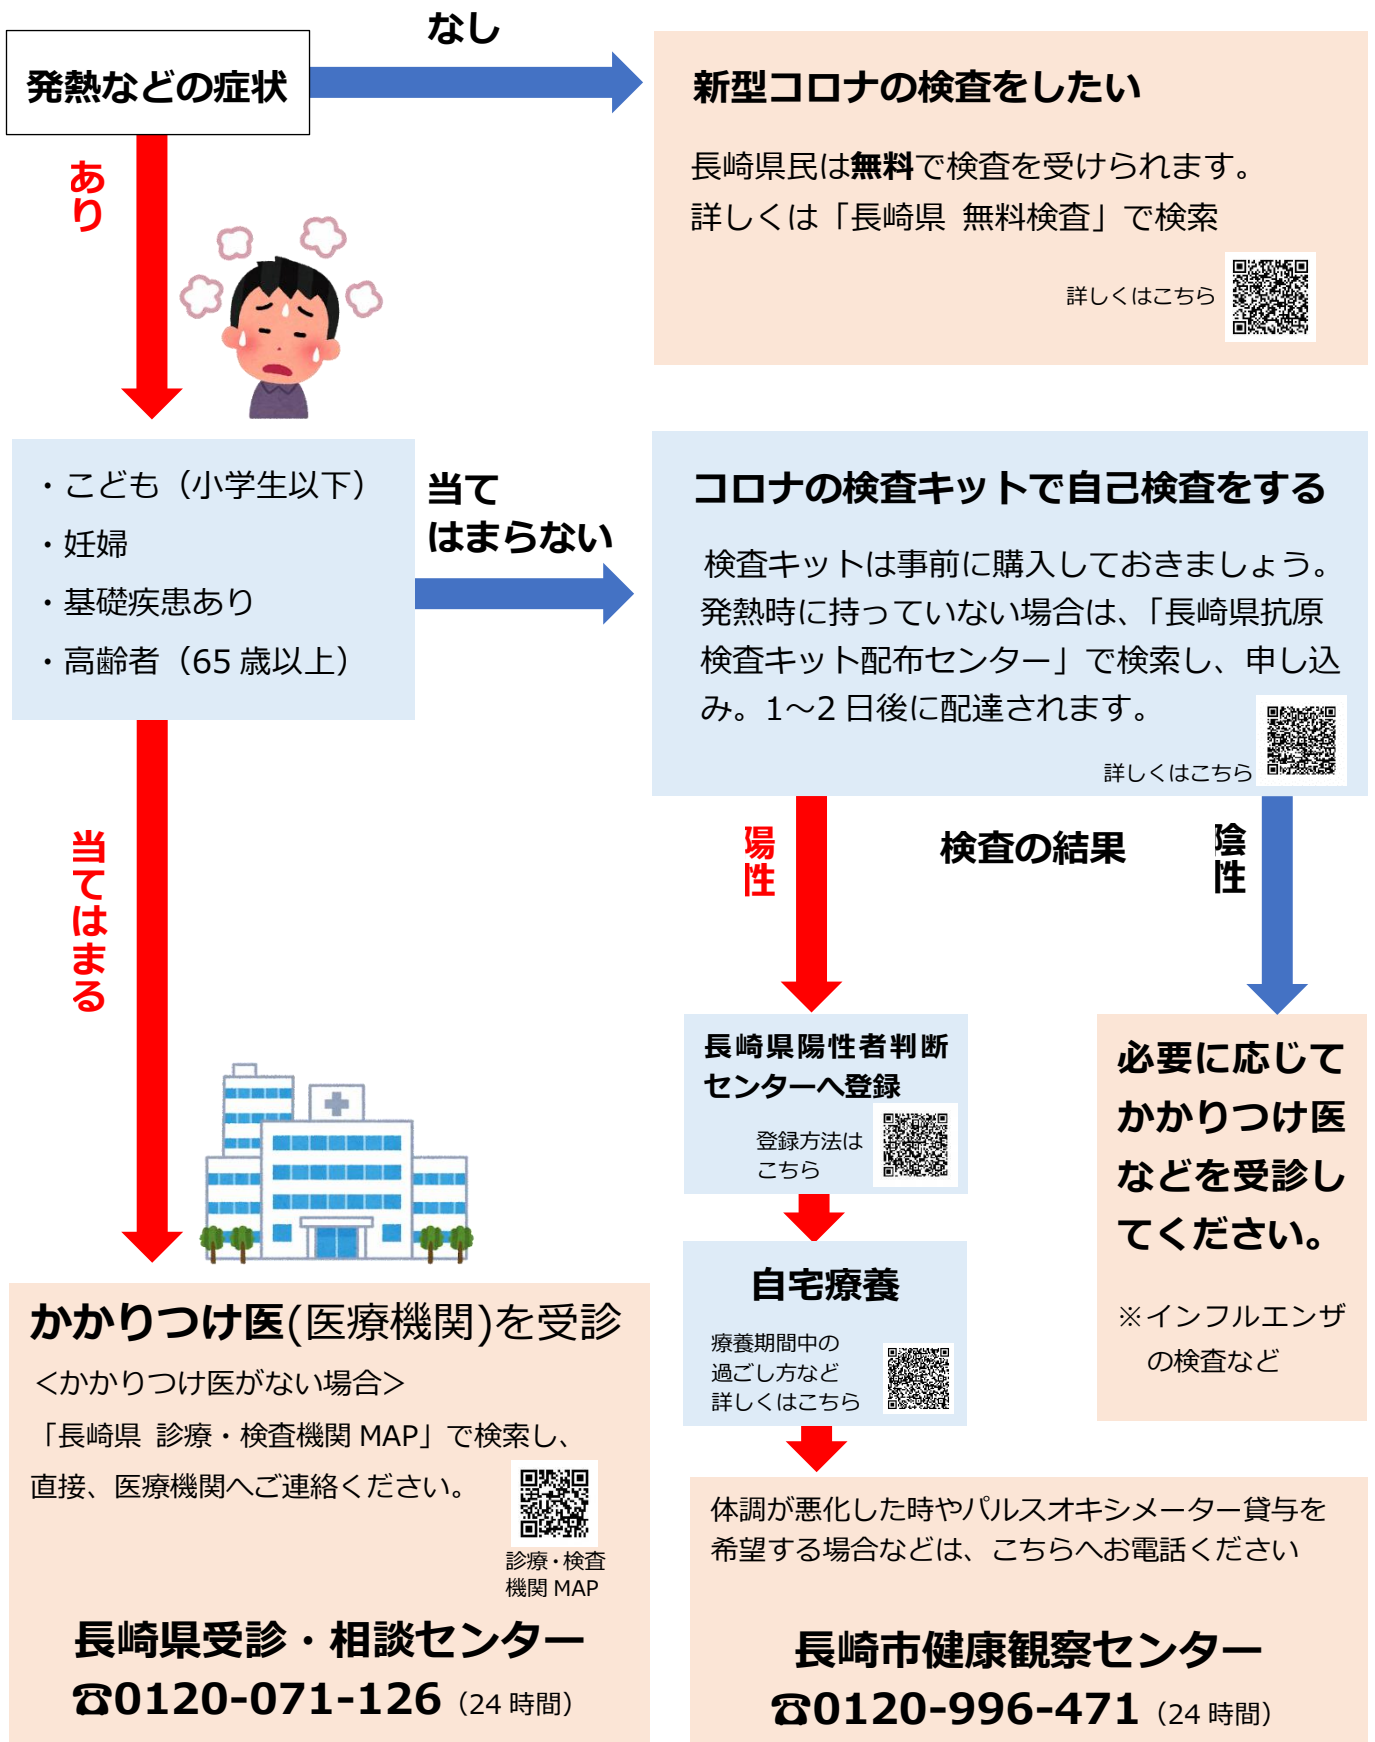 発熱などの症状
なし
新型コロナの検査をしたい
長崎県民は無料で検査を受けられます。
詳しくは「長崎県 無料検査」で検索
詳しくはこちら
あり
・こども（小学生以下）
・妊婦
・基礎疾患あり
・高齢者（65 歳以上）
当て
はまらない
コロナの検査キットで自己検査をする
検査キットは事前に購入しておきましょう。
発熱時に持っていない場合は、「長崎県抗原
検査キット配布センター」で検索し、申し込
み。1～2 日後に配達されます。
詳しくはこちら
当てはまる
陽性
検査の結果
陰性
長崎県陽性者判断
センターへ登録
登録方法は
こちら
自宅療養
療養期間中の
過ごし方など
詳しくはこちら
必要に応じて
かかりつけ医
などを受診し
てください。
※インフルエンザ
の検査など
かかりつけ医(医療機関)を受診
＜かかりつけ医がない場合＞
「長崎県 診療・検査機関 MAP」で検索し、
直接、医療機関へご連絡ください。
診療・検査
機関 MAP
長崎県受診・相談センター
☎0120-071-126（24 時間）
体調が悪化した時やパルスオキシメーター貸与を
希望する場合などは、こちらへお電話ください
長崎市健康観察センター
☎0120-996-471（24 時間）